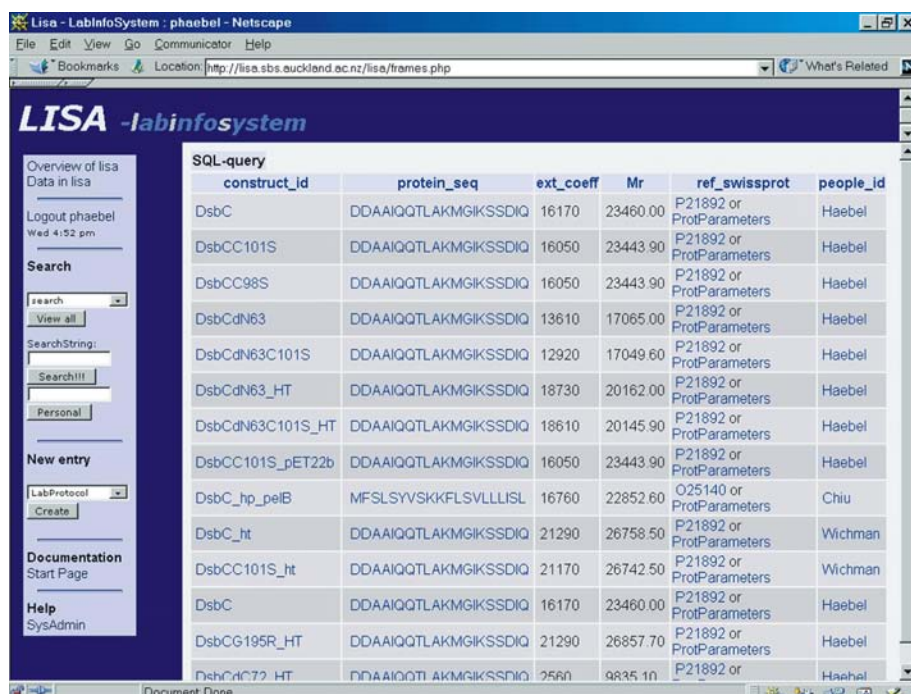 Lisa - LabInfoSystem : phaebel - Netscape
File Edit View Go Communicator Help
Bookmarks Location: http://lisa.sbs.auckland.ac.nz/lisa/frames.php What's Related
LISA -labinfosystem
Overview of lisa
Data in lisa
Logout phaebel
Wed 4:52 pm
Search
search
View all
SearchString:
Search!!!
Personal
New entry
LabProtocol
Create
Documentation
Start Page
Help
SysAdmin
SQL-query
construct_id protein_seq ext_coeff Mr ref_swissprot people_id
DsbC DDAAIQQTLAKMGIKSSDIQ 16170 23460.00 P21892 or ProtParameters Haebel
DsbCC101S DDAAIQQTLAKMGIKSSDIQ 16050 23443.90 P21892 or ProtParameters Haebel
DsbCC98S DDAAIQQTLAKMGIKSSDIQ 16050 23443.90 P21892 or ProtParameters Haebel
DsbCdN63 DDAAIQQTLAKMGIKSSDIQ 13610 17065.00 P21892 or ProtParameters Haebel
DsbCdN63C101S DDAAIQQTLAKMGIKSSDIQ 12920 17049.60 P21892 or ProtParameters Haebel
DsbCdN63_HT DDAAIQQTLAKMGIKSSDIQ 18730 20162.00 P21892 or ProtParameters Haebel
DsbCdN63C101S_HT DDAAIQQTLAKMGIKSSDIQ 18610 20145.90 P21892 or ProtParameters Haebel
DsbCC101S_pET22b DDAAIQQTLAKMGIKSSDIQ 16050 23443.90 P21892 or ProtParameters Haebel
DsbC_hp_pelB MFSLSYVSKKFLSVLLLISL 16760 22852.60 O25140 or ProtParameters Chiu
DsbC_ht DDAAIQQTLAKMGIKSSDIQ 21290 26758.50 P21892 or ProtParameters Wichman
DsbCC101S_ht DDAAIQQTLAKMGIKSSDIQ 21170 26742.50 P21892 or ProtParameters Wichman
DsbC DDAAIQQTLAKMGIKSSDIQ 16170 23460.00 P21892 or ProtParameters Haebel
DsbCG195R_HT DDAAIQQTLAKMGIKSSDIQ 21290 26857.70 P21892 or ProtParameters Haebel
DsbCdC72_HT DDAAIQQTLAKMGIKSSDIQ 2560 9835.10 P21892 or Haebel
Document Done